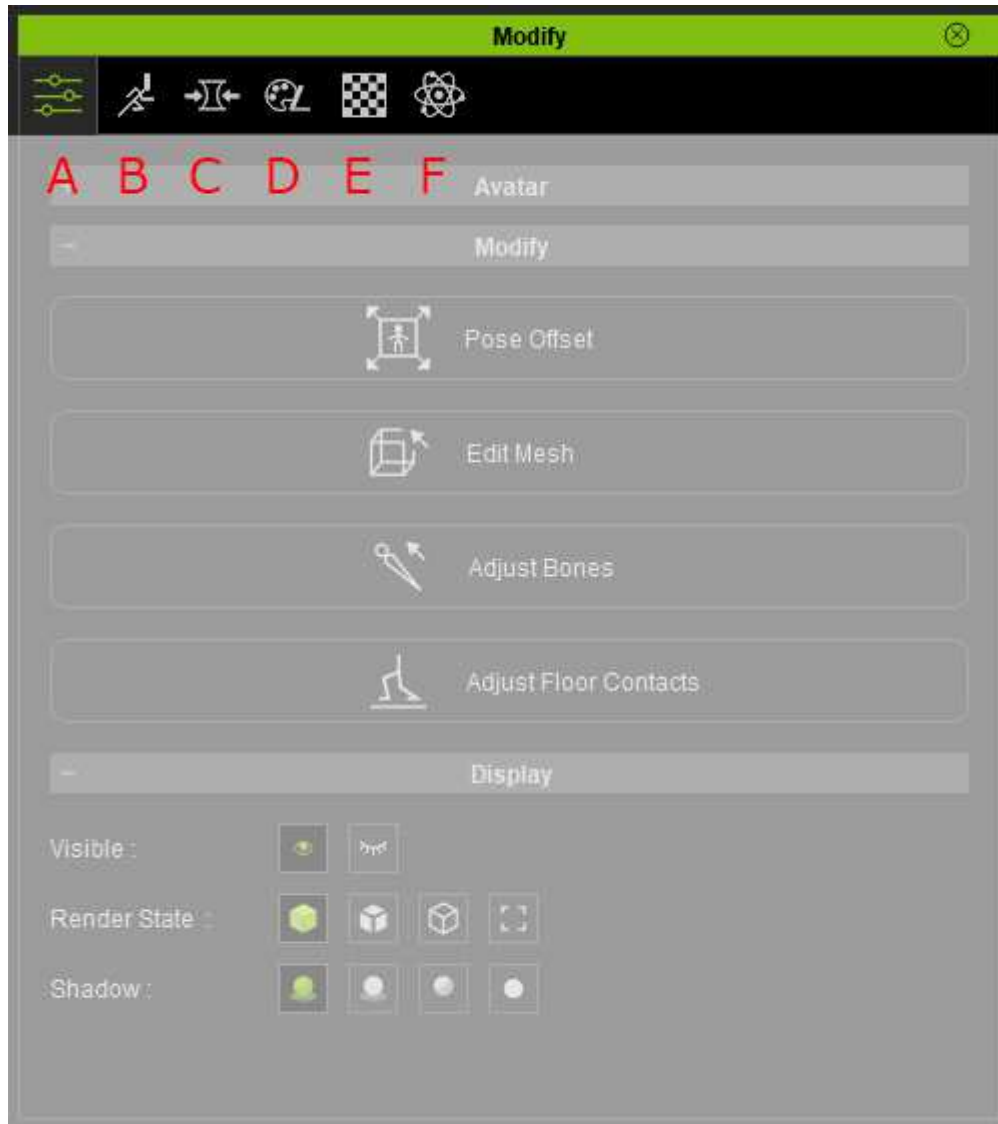 Modify
A B C D E F
Avatar
Modify
Pose Offset
Edit Mesh
Adjust Bones
Adjust Floor Contacts
Display
Visible :
Render State :
Shadow :